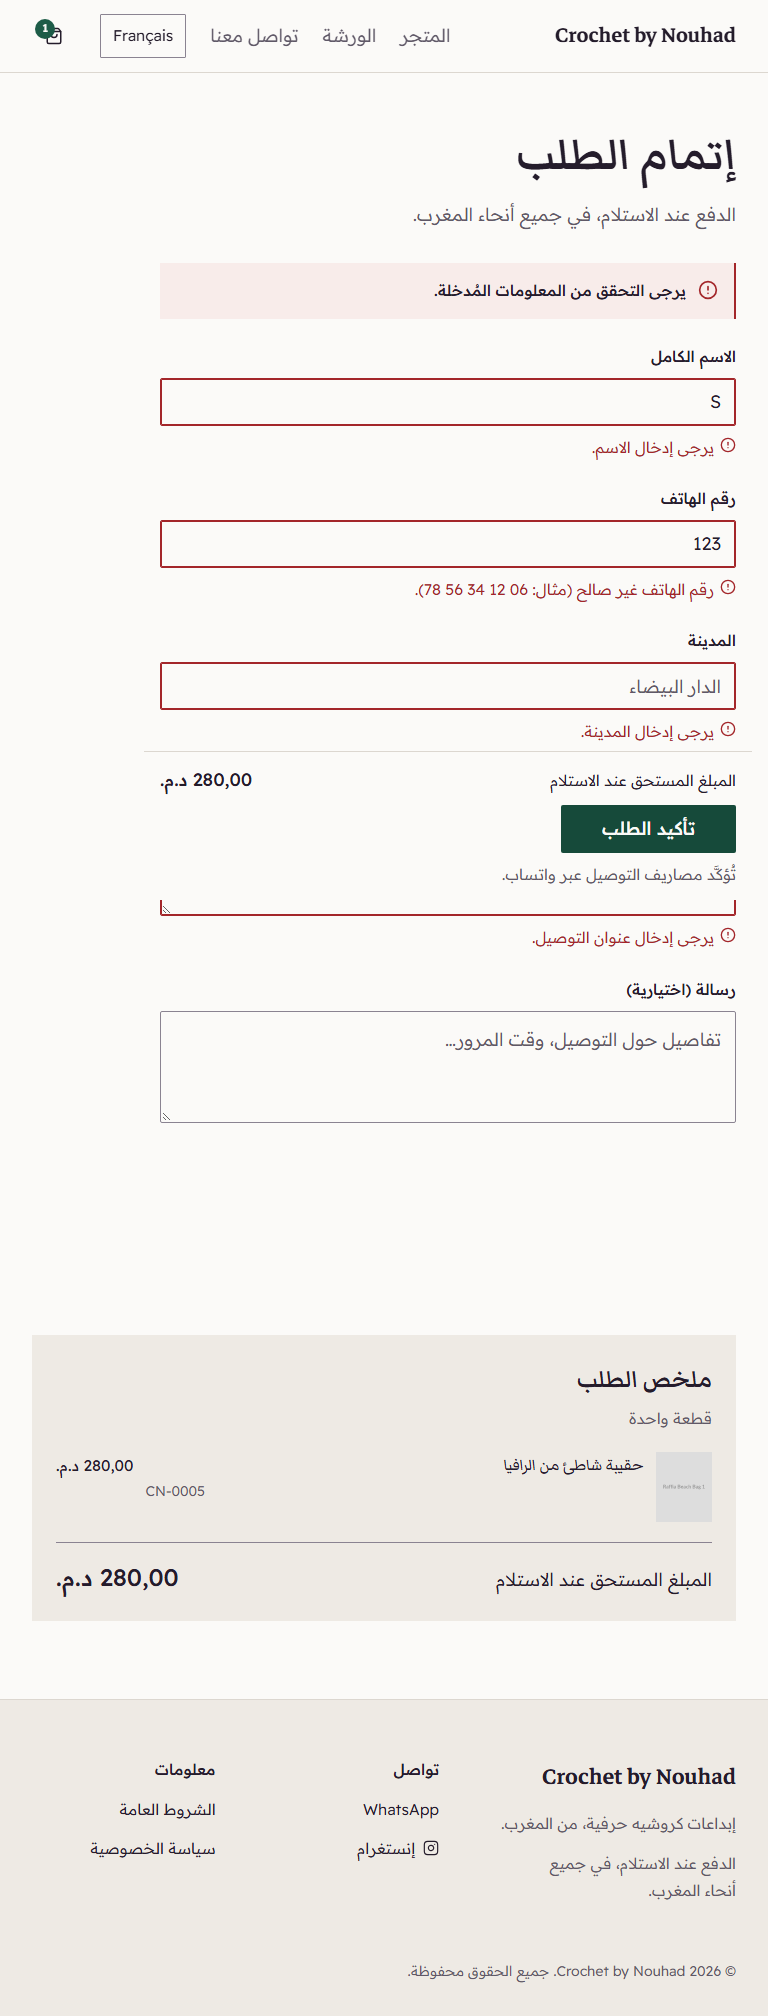 Crochet by Nouhad
المتجر
الورشة
تواصل معنا
Français
1
إتمام الطلب
الدفع عند الاستلام، في جميع أنحاء المغرب.
يرجى التحقق من المعلومات المُدخلة.
الاسم الكامل
S
يرجى إدخال الاسم.
رقم الهاتف
123
رقم الهاتف غير صالح (مثال: 06 12 34 56 78).
المدينة
الدار البيضاء
يرجى إدخال المدينة.
المبلغ المستحق عند الاستلام
280,00 د.م.
تأكيد الطلب
تُؤكَّد مصاريف التوصيل عبر واتساب.
يرجى إدخال عنوان التوصيل.
رسالة (اختيارية)
تفاصيل حول التوصيل، وقت المرور...
ملخص الطلب
قطعة واحدة
Raffia Beach Bag 1
حقيبة شاطئ من الرافيا
280,00 د.م.
CN-0005
المبلغ المستحق عند الاستلام
280,00 د.م.
Crochet by Nouhad
إبداعات كروشيه حرفية، من المغرب.
الدفع عند الاستلام، في جميع
أنحاء المغرب.
تواصل
WhatsApp
إنستغرام
معلومات
الشروط العامة
سياسة الخصوصية
© 2026 Crochet by Nouhad. جميع الحقوق محفوظة.